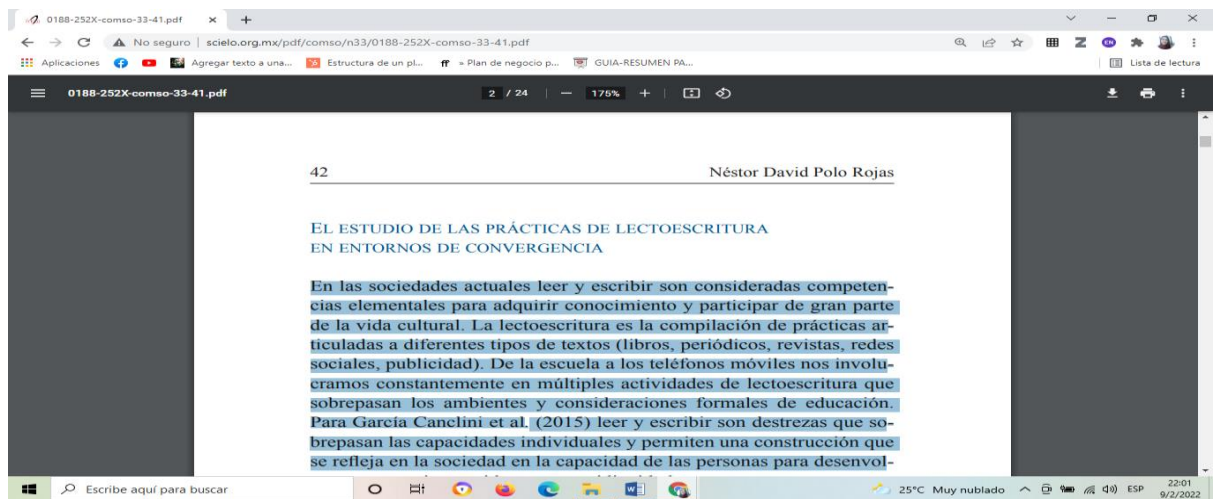 0188-252X-comso-33-41.pdf
No seguro | scielo.org.mx/pdf/comso/n33/0188-252X-comso-33-41.pdf
Aplicaciones Agregar texto a una... Estructura de un pl... » Plan de negocio p... GUIA-RESUMEN PA... Lista de lectura
0188-252X-comso-33-41.pdf 2 / 24 | — 175% + |
42 Néstor David Polo Rojas
EL ESTUDIO DE LAS PRÁCTICAS DE LECTOESCRITURA
EN ENTORNOS DE CONVERGENCIA
En las sociedades actuales leer y escribir son consideradas competen-
cias elementales para adquirir conocimiento y participar de gran parte
de la vida cultural. La lectoescritura es la compilación de prácticas ar-
ticuladas a diferentes tipos de textos (libros, periódicos, revistas, redes
sociales, publicidad). De la escuela a los teléfonos móviles nos involu-
cramos constantemente en múltiples actividades de lectoescritura que
sobrepasan los ambientes y consideraciones formales de educación.
Para García Canclini et al. (2015) leer y escribir son destrezas que so-
brepasan las capacidades individuales y permiten una construcción que
se refleja en la sociedad en la capacidad de las personas para desenvol-
Escribe aquí para buscar 25°C Muy nublado ESP 22:01
9/2/2022